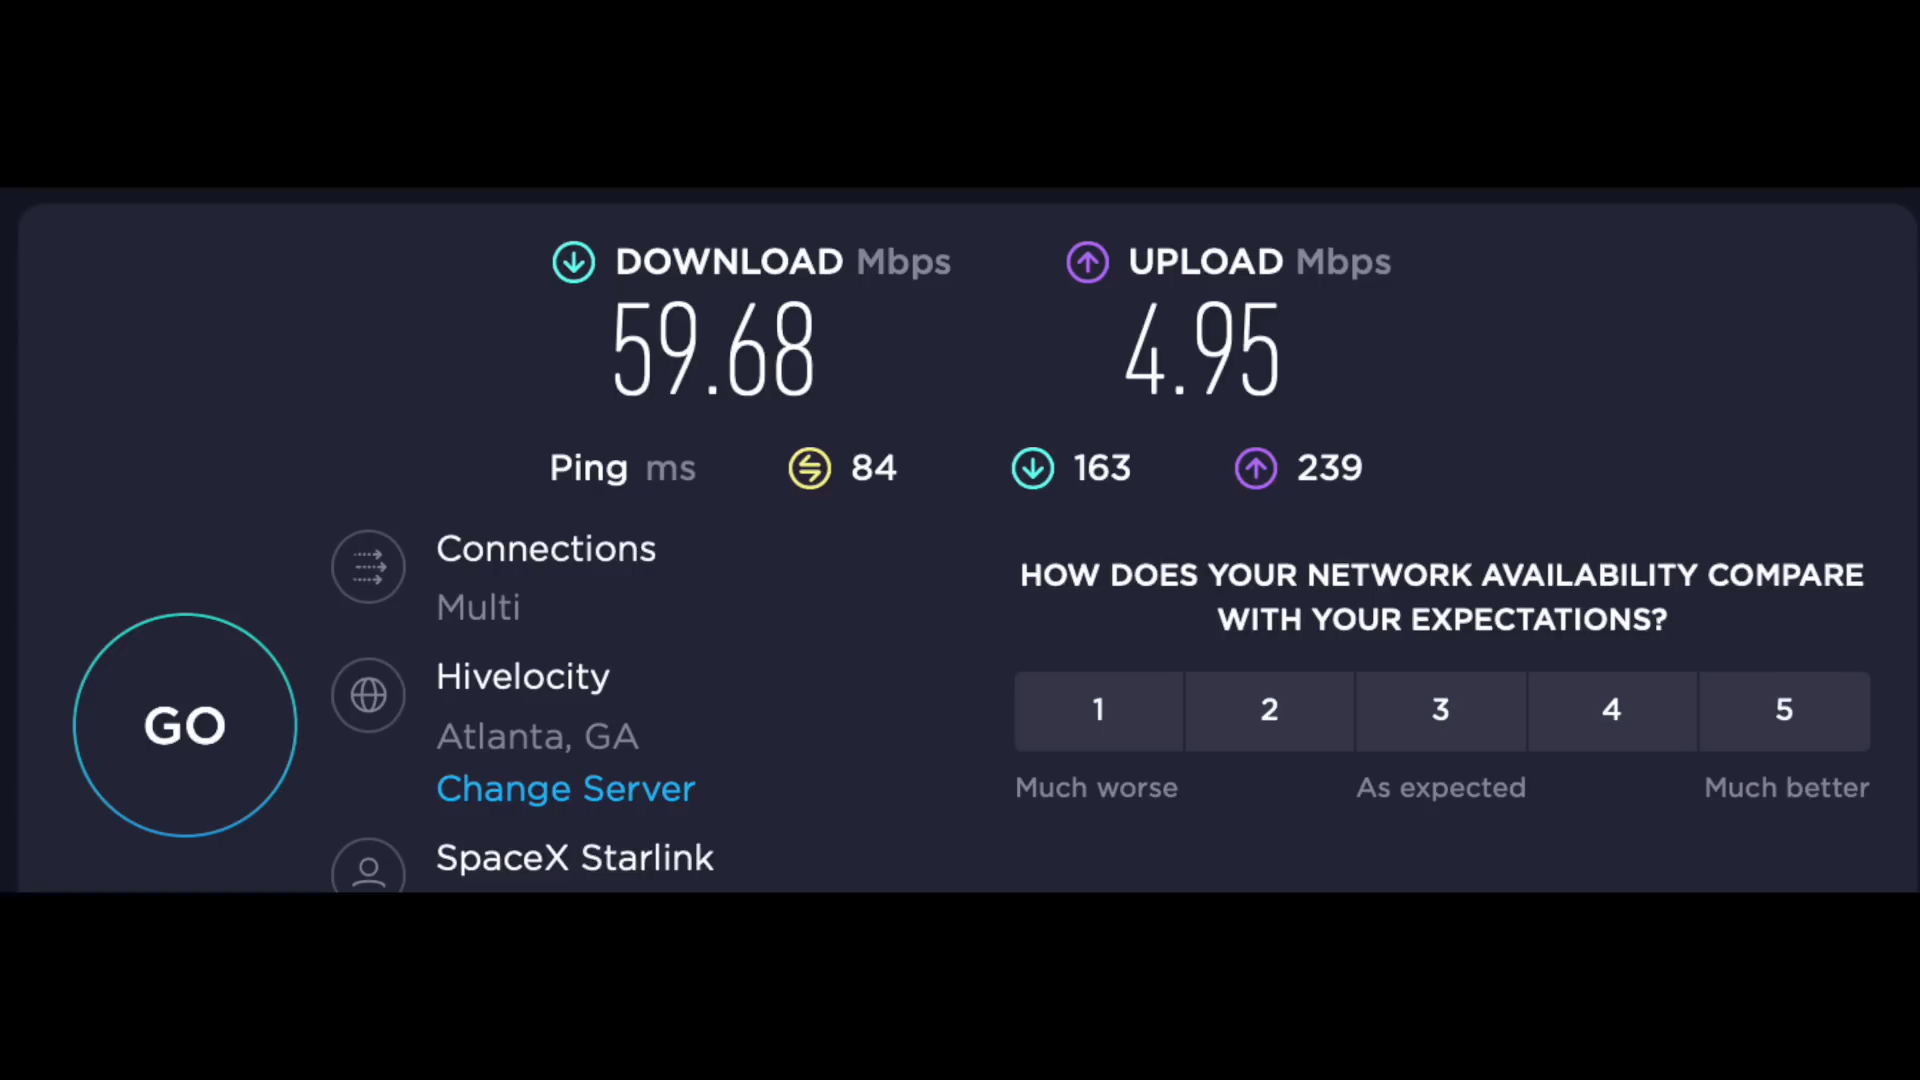 DOWNLOAD Mbps
59.68
UPLOAD Mbps
4.95
Ping ms 84 163 239
Connections
Multi
Hivelocity
Atlanta, GA
Change Server
SpaceX Starlink
GO
HOW DOES YOUR NETWORK AVAILABILITY COMPARE
WITH YOUR EXPECTATIONS?
1 2 3 4 5
Much worse As expected Much better